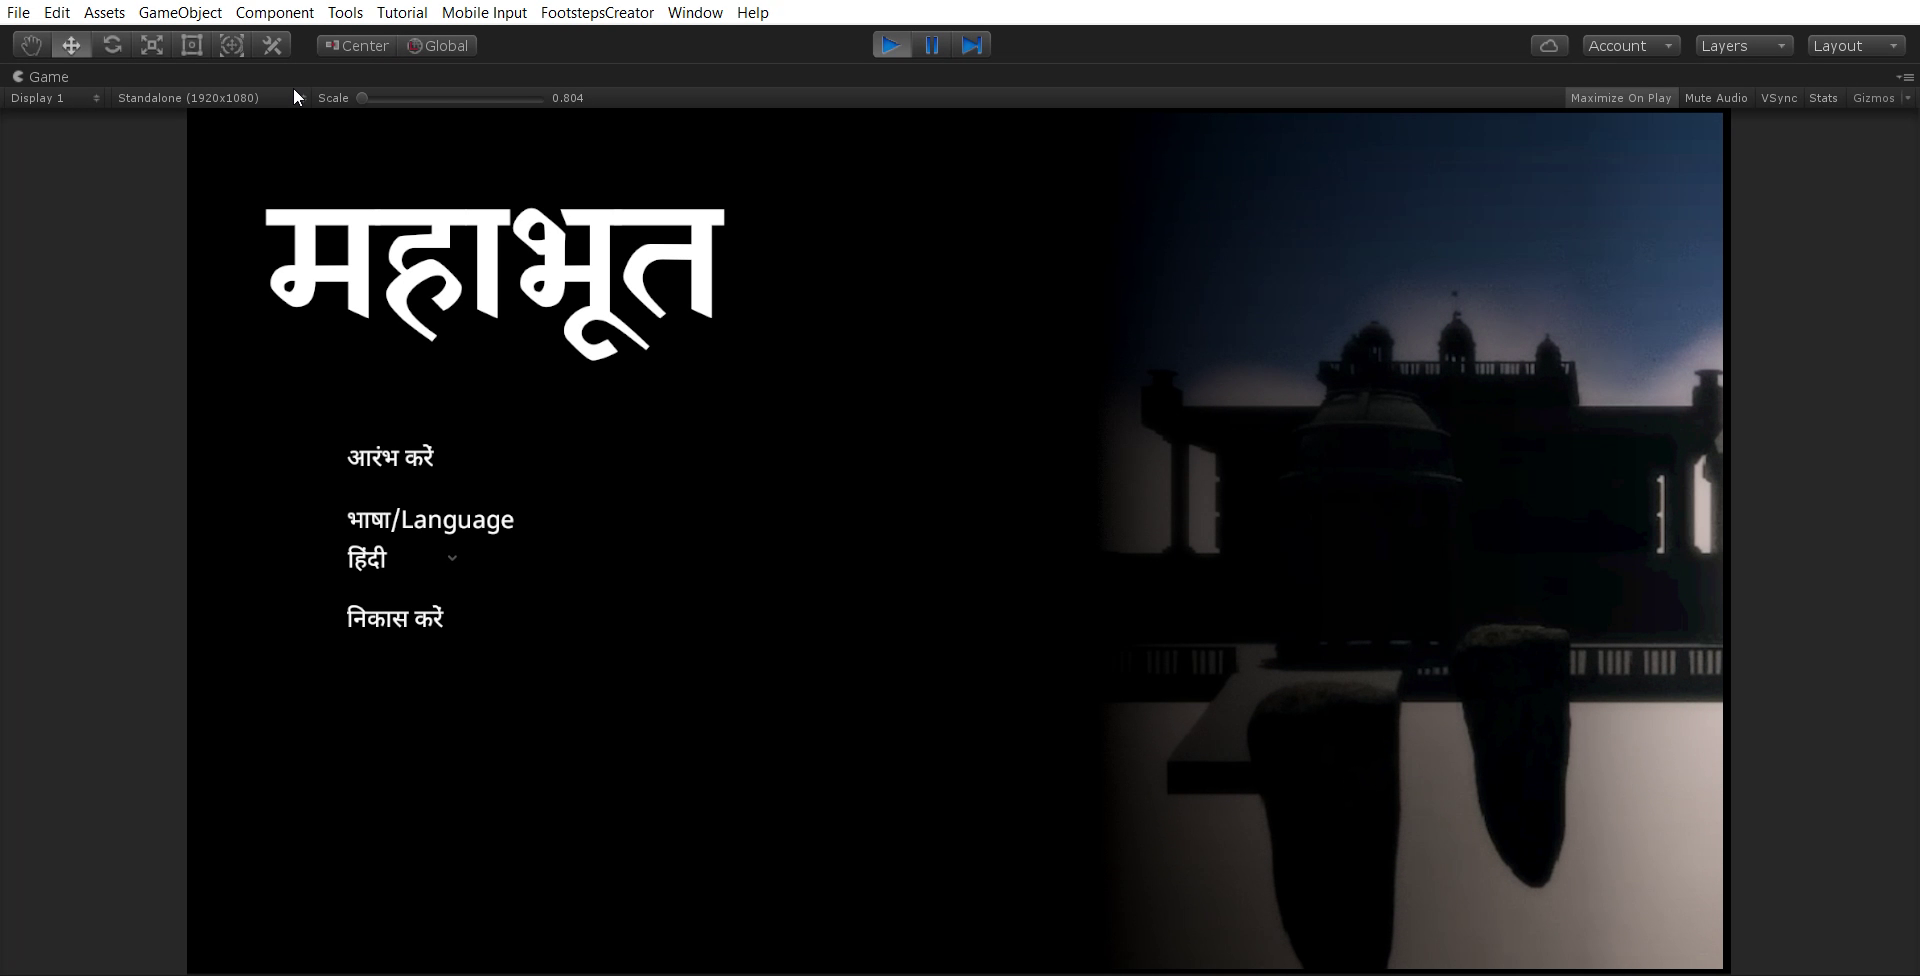 File Edit Assets GameObject Component Tools Tutorial Mobile Input FootstepsCreator Window Help
Center Global Account Layers Layout
Game
Display 1 Standalone (1920x1080) Scale 0.804 Maximize On Play Mute Audio VSync Stats Gizmos
महाभूत
आरंभ करें
भाषा/Language
हिंदी
निकास करें